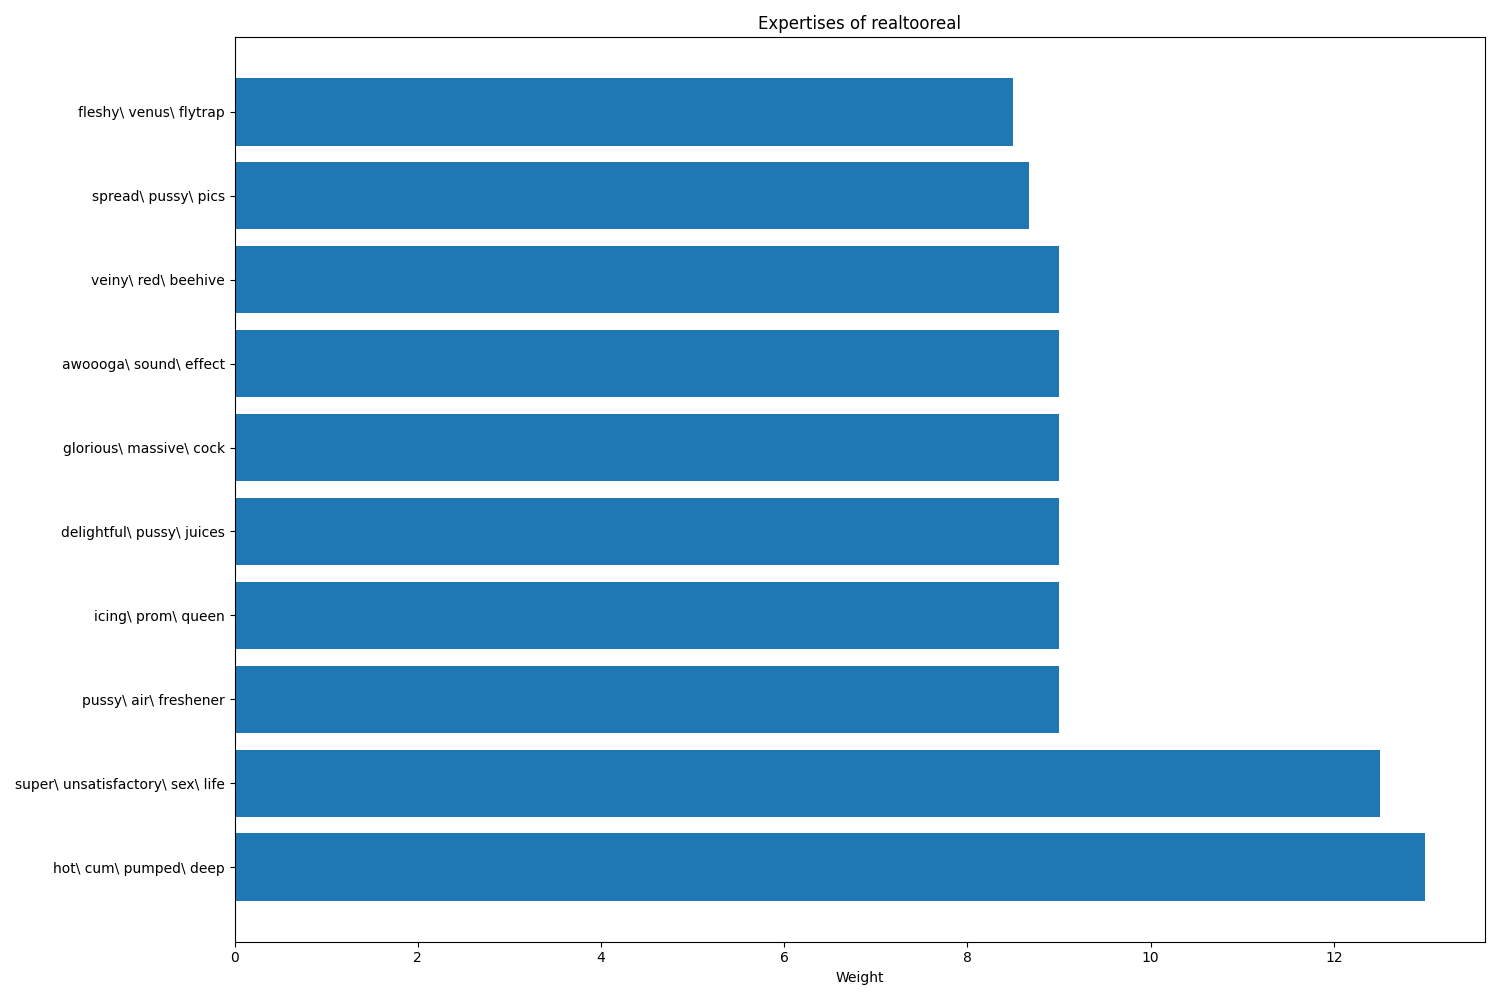 Expertises of realtooreal
fleshy\ venus\ flytrap
spread\ pussy\ pics
veiny\ red\ beehive
awoooga\ sound\ effect
glorious\ massive\ cock
delightful\ pussy\ juices
icing\ prom\ queen
pussy\ air\ freshener
super\ unsatisfactory\ sex\ life
hot\ cum\ pumped\ deep
0 2 4 6 8 10 12
Weight